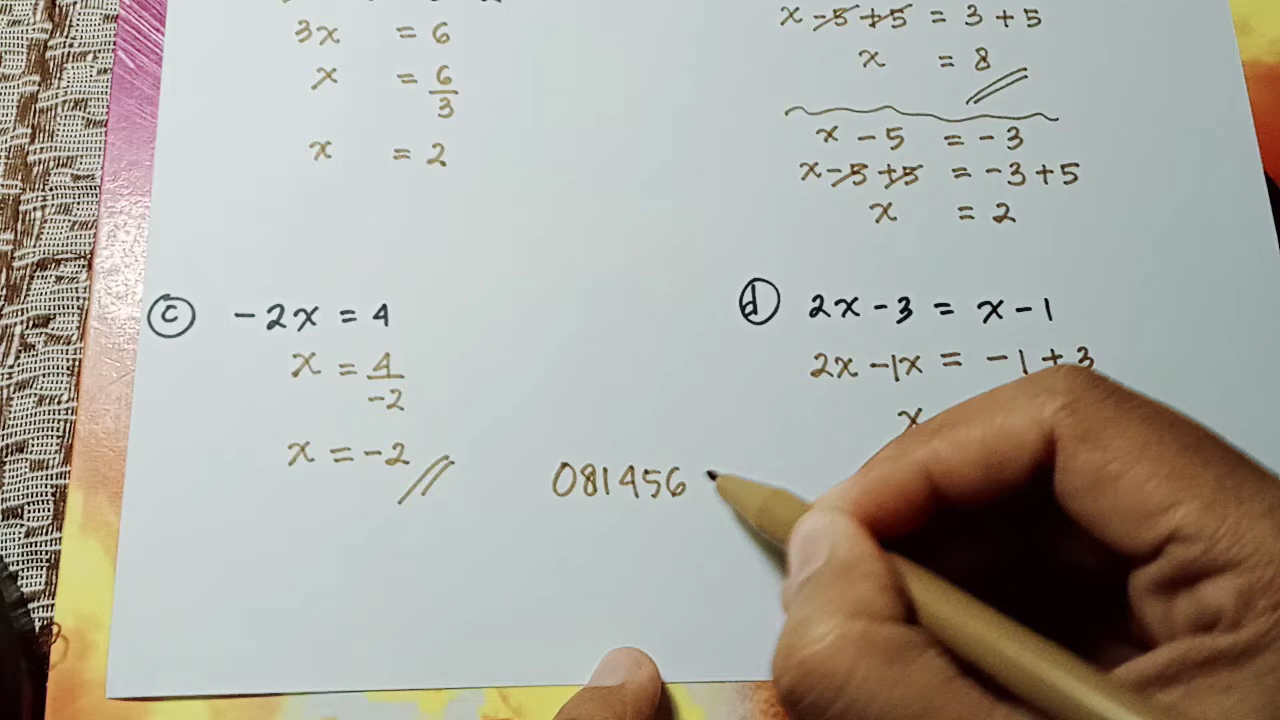 3x = 6
x = 6/3
x = 2
x - 5 + 5 = 3 + 5
x = 8
x - 5 = -3
x - 5 + 5 = -3 + 5
x = 2
c -2x = 4
x = 4/-2
x = -2
d 2x - 3 = x - 1
2x - 1x = -1 + 3
x
081456